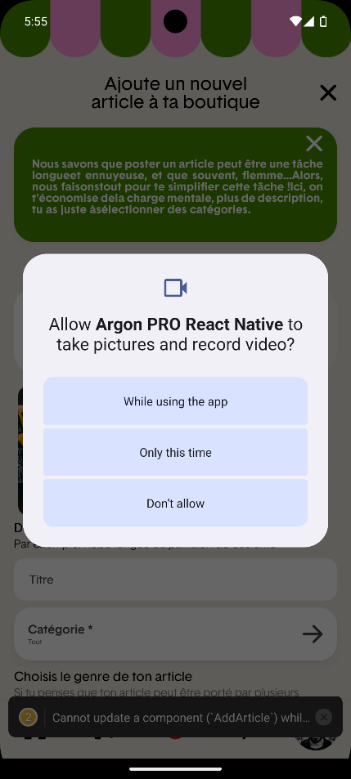 5:55
Ajoute un nouvel
article à ta boutique
Nous savons que poster un article peut être une tâche
longueet ennuyeuse, et que souvent, flemme...Alors,
nous faisonstout pour te simplifier cette tâche !Ici, on
t'économise dela charge mentale, plus de description,
tu as juste àsélectionner des catégories.
Allow Argon PRO React Native to
take pictures and record video?
While using the app
Only this time
Don't allow
Titre
Catégorie *
Tout
Choisis le genre de ton article
Si tu penses que ton article peut être porté par plusieurs
2
Cannot update a component (`AddArticle`) whil...